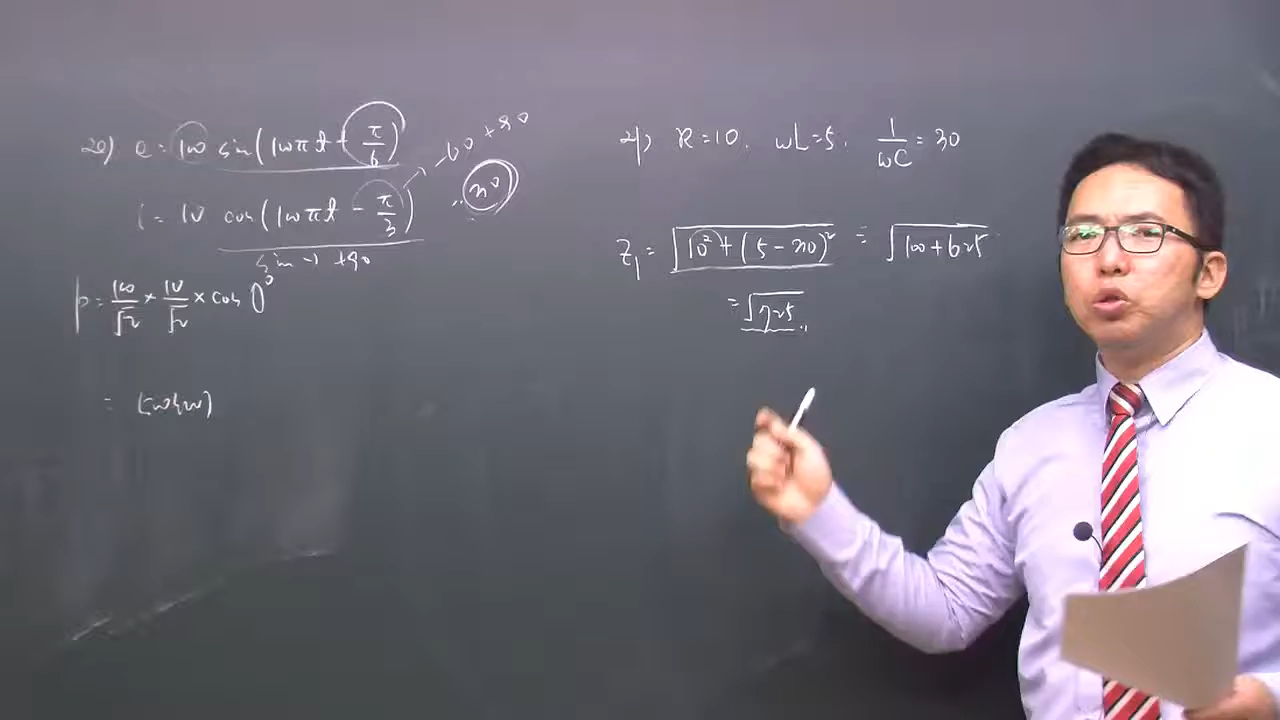 20) e = 100 sin(100πt + π/6)
-60° + 90
i = 10 cos(100πt - π/3)
30°
sin → +90
p = 100/√2 × 10/√2 × cos 0°
= 500[W]
21) R = 10, ωL = 5, 1/ωC = 30
Z₁ = √10² + (5 - 30)² = √100 + 625
= √725